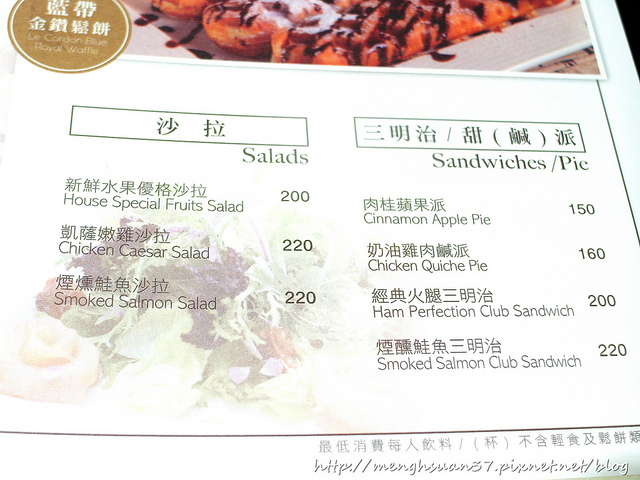 藍帶
金鑽鬆餅
Le Cordon Blue
Royal Waffle
沙 拉
Salads
新鮮水果優格沙拉
House Special Fruits Salad 200
凱薩嫩雞沙拉
Chicken Caesar Salad 220
煙燻鮭魚沙拉
Smoked Salmon Salad 220
三明治 / 甜 ( 鹹 ) 派
Sandwiches /Pie
肉桂蘋果派
Cinnamon Apple Pie 150
奶油雞肉鹹派
Chicken Quiche Pie 160
經典火腿三明治
Ham Perfection Club Sandwich 200
煙醺鮭魚三明治
Smoked Salmon Club Sandwich 220
最低消費每人飲料 / ( 杯 ) 不含輕食及鬆餅類
http://menghsuan37.pixnet.net/blog